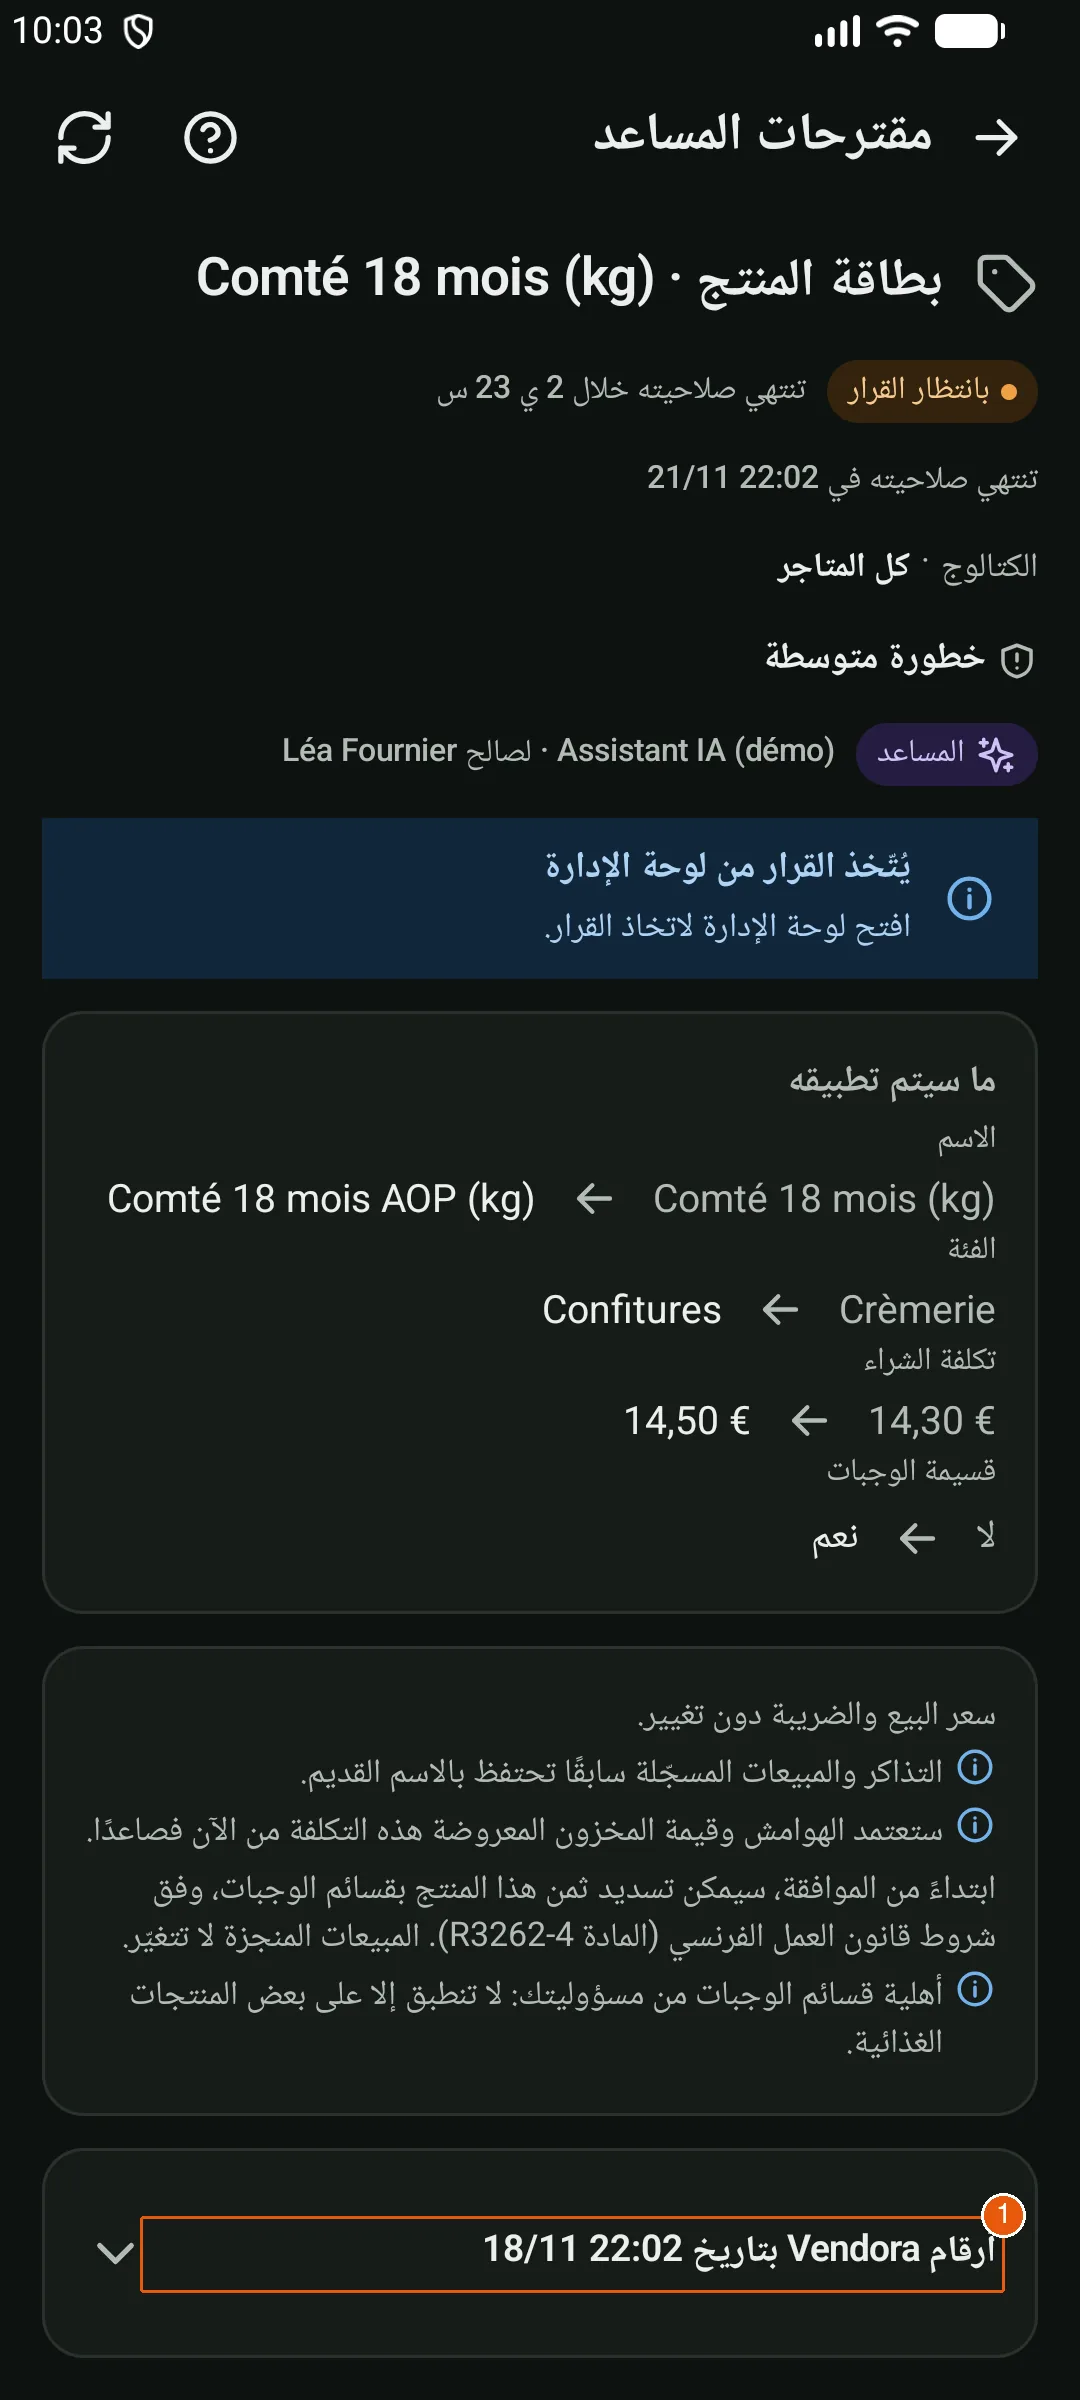 10:03
مقترحات المساعد
بطاقة المنتج · Comté 18 mois (kg)
بانتظار القرار
تنتهي صلاحيته خلال 2 ي 23 س
تنتهي صلاحيته في 21/11 22:02
الكتالوج · كل المتاجر
خطورة متوسطة
المساعد
Assistant IA (démo) · لصالح Léa Fournier
يُتّخذ القرار من لوحة الإدارة
افتح لوحة الإدارة لاتخاذ القرار.
ما سيتم تطبيقه
الاسم
Comté 18 mois (kg) ← Comté 18 mois AOP (kg)
الفئة
Crèmerie ← Confitures
تكلفة الشراء
14,30 € ← 14,50 €
قسيمة الوجبات
لا ← نعم
سعر البيع والضريبة دون تغيير.
التذاكر والمبيعات المسجّلة سابقًا تحتفظ بالاسم القديم.
ستعتمد الهوامش وقيمة المخزون المعروضة هذه التكلفة من الآن فصاعدًا.
ابتداءً من الموافقة، سيمكن تسديد ثمن هذا المنتج بقسائم الوجبات، وفق
شروط قانون العمل الفرنسي (المادة R3262-4). المبيعات المنجزة لا تتغيّر.
أهلية قسائم الوجبات من مسؤوليتك: لا تنطبق إلا على بعض المنتجات
الغذائية.
1
أرقام Vendora بتاريخ 18/11 22:02